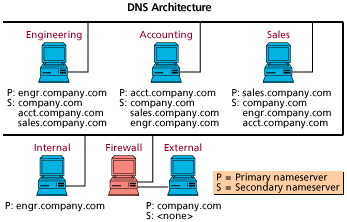 DNS Architecture
Engineering
P: engr.company.com
S: company.com
acct.company.com
sales.company.com
Accounting
P: acct.company.com
S: company.com
sales.company.com
engr.company.com
Sales
P: sales.company.com
S: company.com
engr.company.com
acct.company.com
Internal
P: engr.company.com
Firewall
External
P: company.com
S: <none>
P = Primary nameserver
S = Secondary nameserver